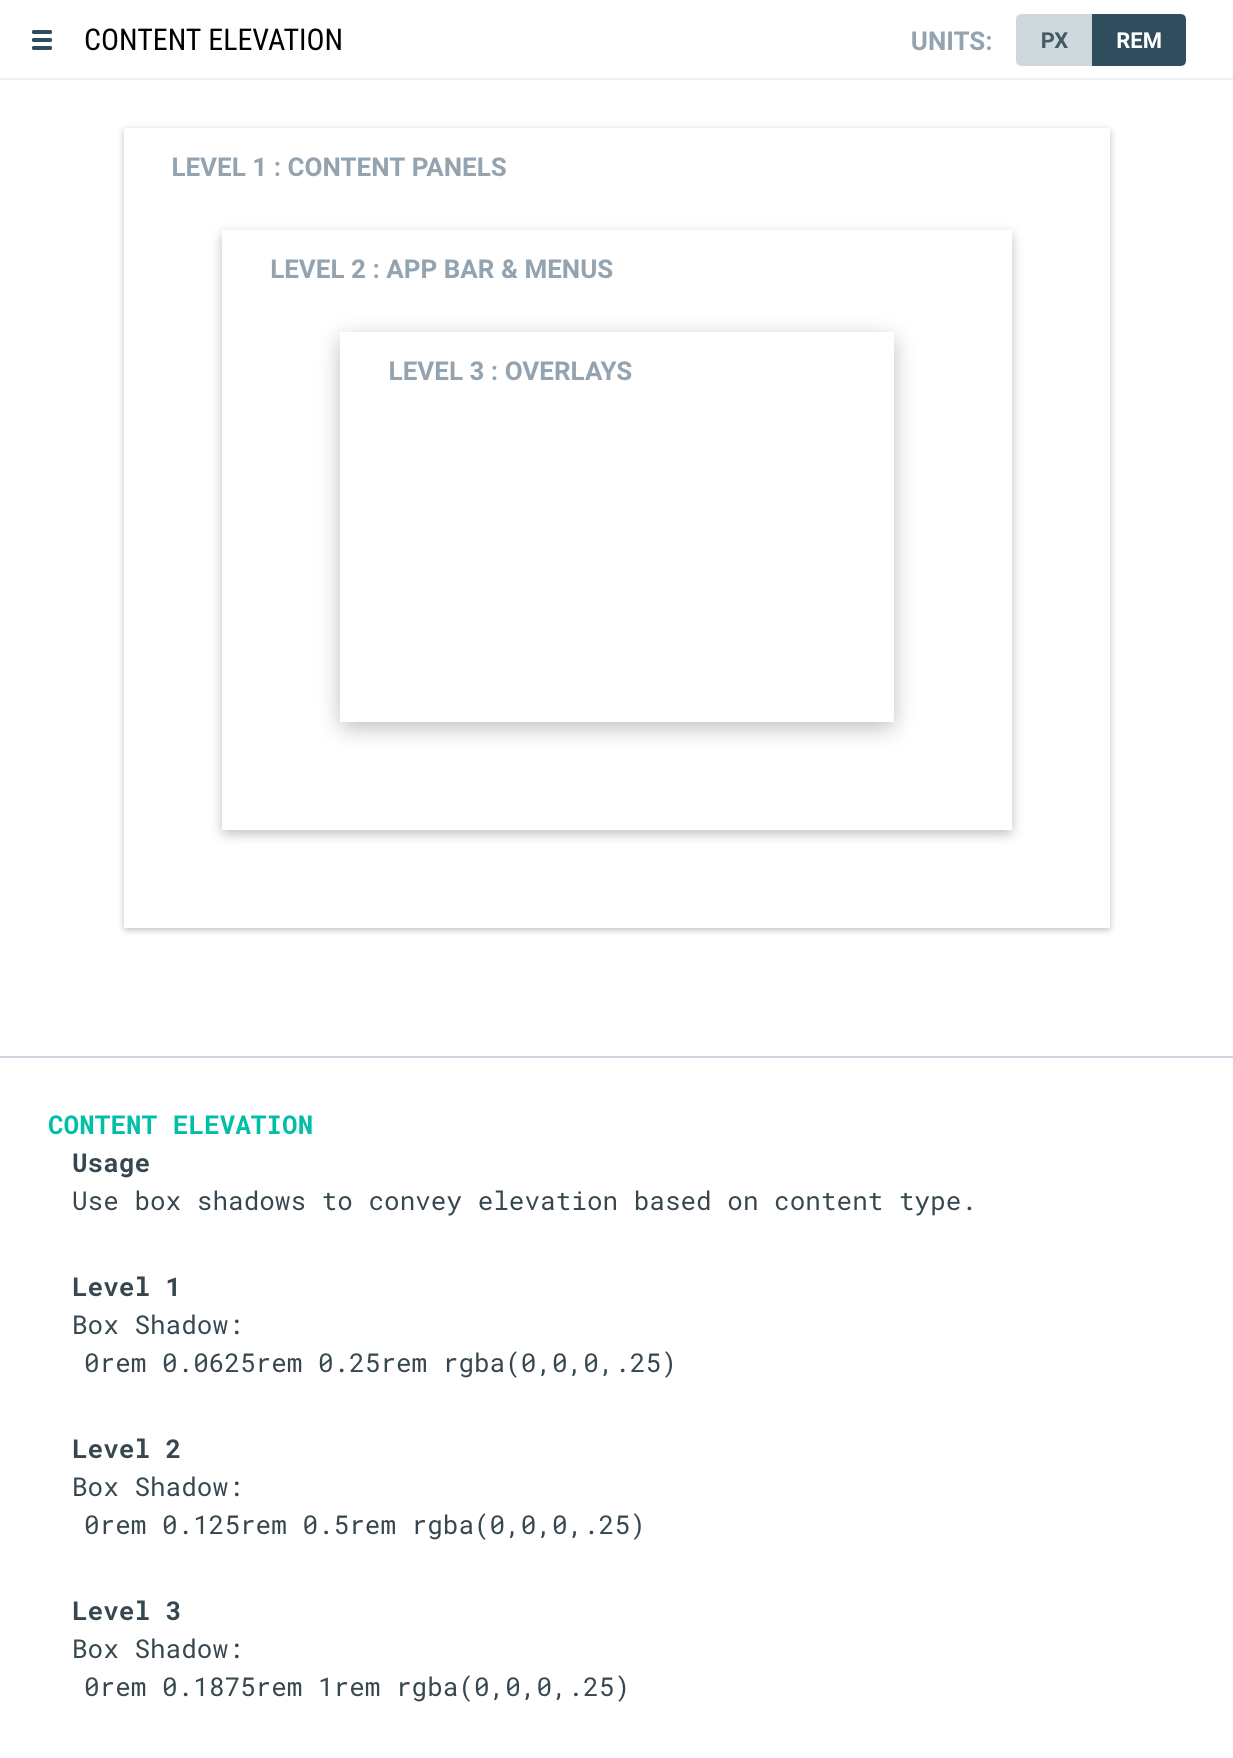 CONTENT ELEVATION
UNITS: PX REM
LEVEL 1 : CONTENT PANELS
LEVEL 2 : APP BAR & MENUS
LEVEL 3 : OVERLAYS
CONTENT ELEVATION
Usage
Use box shadows to convey elevation based on content type.
Level 1
Box Shadow:
0rem 0.0625rem 0.25rem rgba(0,0,0,.25)
Level 2
Box Shadow:
0rem 0.125rem 0.5rem rgba(0,0,0,.25)
Level 3
Box Shadow:
0rem 0.1875rem 1rem rgba(0,0,0,.25)